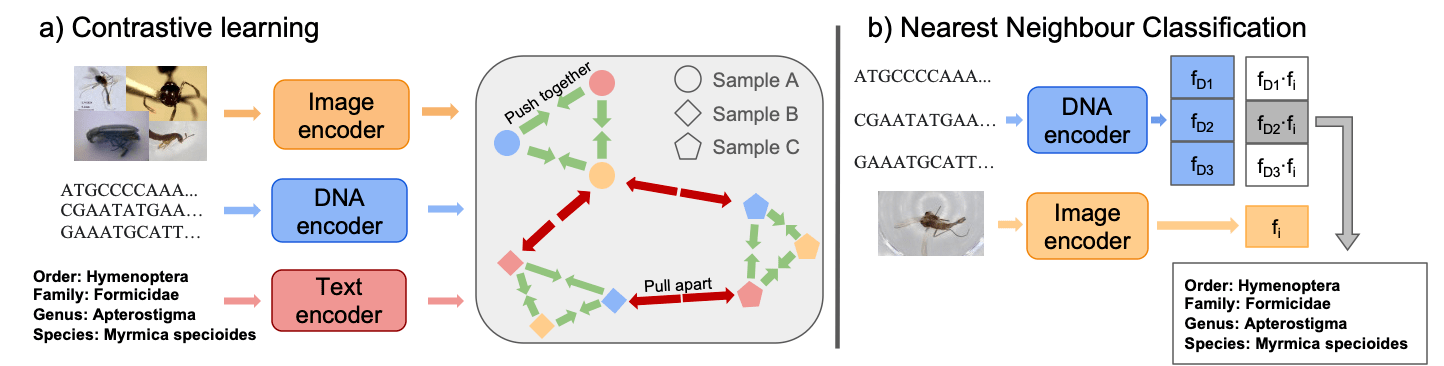 a) Contrastive learning
Image
encoder
ATGCCCCAAA...
CGAATATGAA...
GAAATGCATT...
DNA
encoder
Order: Hymenoptera
Family: Formicidae
Genus: Apterostigma
Species: Myrmica specioides
Text
encoder
Push together
Sample A
Sample B
Sample C
Pull apart
b) Nearest Neighbour Classification
ATGCCCCAAA...
CGAATATGAA...
GAAATGCATT...
DNA
encoder
fD1
fD2
fD3
fD1·fi
fD2·fi
fD3·fi
Image
encoder
fi
Order: Hymenoptera
Family: Formicidae
Genus: Apterostigma
Species: Myrmica specioides